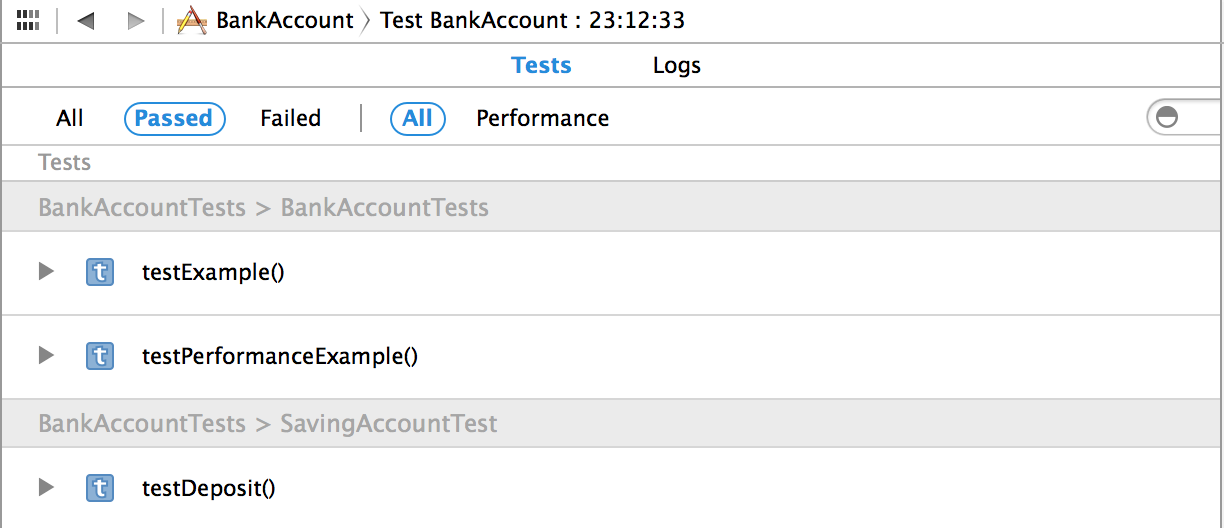 BankAccount Test BankAccount : 23:12:33
Tests Logs
All Passed Failed All Performance
Tests
BankAccountTests > BankAccountTests
t testExample()
t testPerformanceExample()
BankAccountTests > SavingAccountTest
t testDeposit()